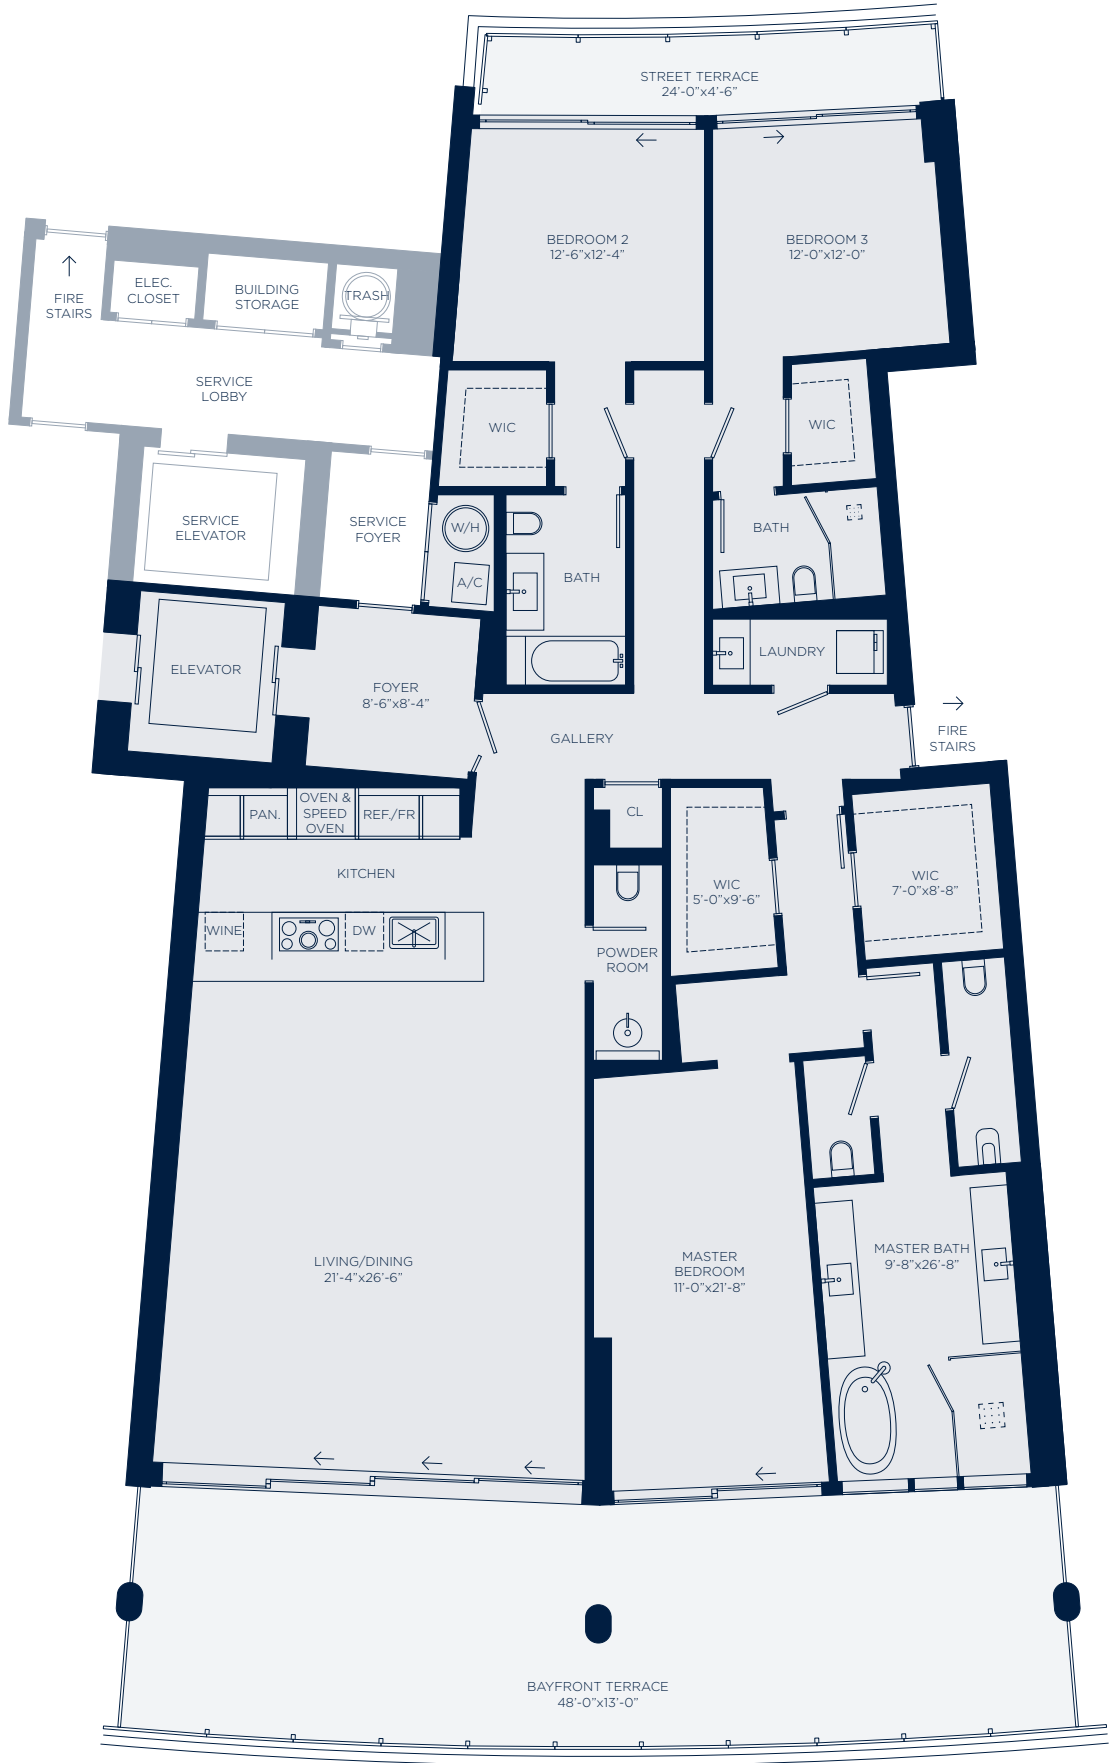 STREET TERRACE
24'-0"x4'-6"
BEDROOM 2
12'-6"x12'-4"
BEDROOM 3
12'-0"x12'-0"
FIRE
STAIRS
ELEC.
CLOSET
BUILDING
STORAGE
TRASH
SERVICE
LOBBY
WIC
WIC
SERVICE
ELEVATOR
SERVICE
FOYER
W/H
A/C
BATH
BATH
ELEVATOR
FOYER
8'-6"x8'-4"
LAUNDRY
GALLERY
FIRE
STAIRS
PAN.
OVEN &
SPEED
OVEN
REF./FR
CL
KITCHEN
WIC
5'-0"x9'-6"
WIC
7'-0"x8'-8"
WINE
DW
POWDER
ROOM
LIVING/DINING
21'-4"x26'-6"
MASTER
BEDROOM
11'-0"x21'-8"
MASTER BATH
9'-8"x26'-8"
BAYFRONT TERRACE
48'-0"x13'-0"